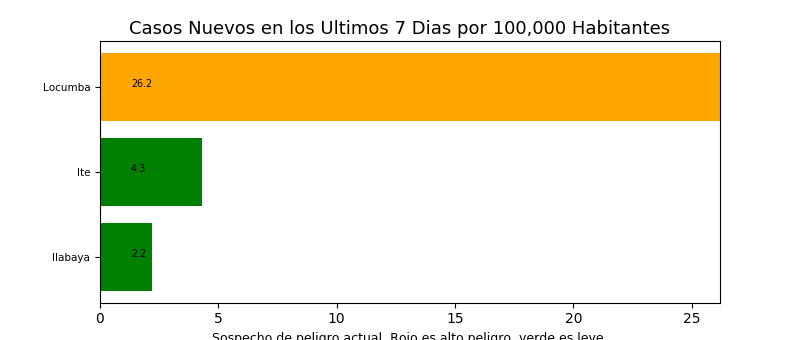 Casos Nuevos en los Ultimos 7 Dias por 100,000 Habitantes
Locumba
26.2
Ite
4.3
Ilabaya
2.2
0 5 10 15 20 25
Sospecho de peligro actual. Rojo es alto peligro, verde es leve